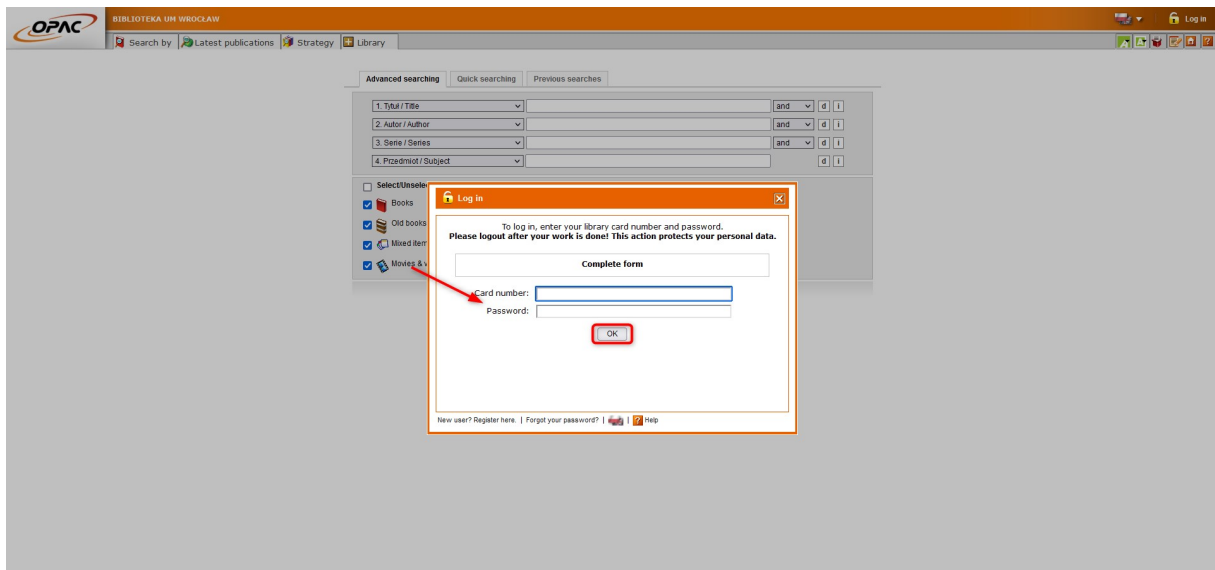 OPAC
BIBLIOTEKA UM WROCŁAW
Log in
Search by Latest publications Strategy Library
Advanced searching Quick searching Previous searches
1. Tytuł / Title and d i
2. Autor / Author and d i
3. Serie / Series and d i
4. Przedmiot / Subject d i
Select/Unsele
Books
Old books
Mixed item
Movies & v
Log in
To log in, enter your library card number and password.
Please logout after your work is done! This action protects your personal data.
Complete form
Card number:
Password:
OK
New user? Register here. | Forgot your password? | | ? Help